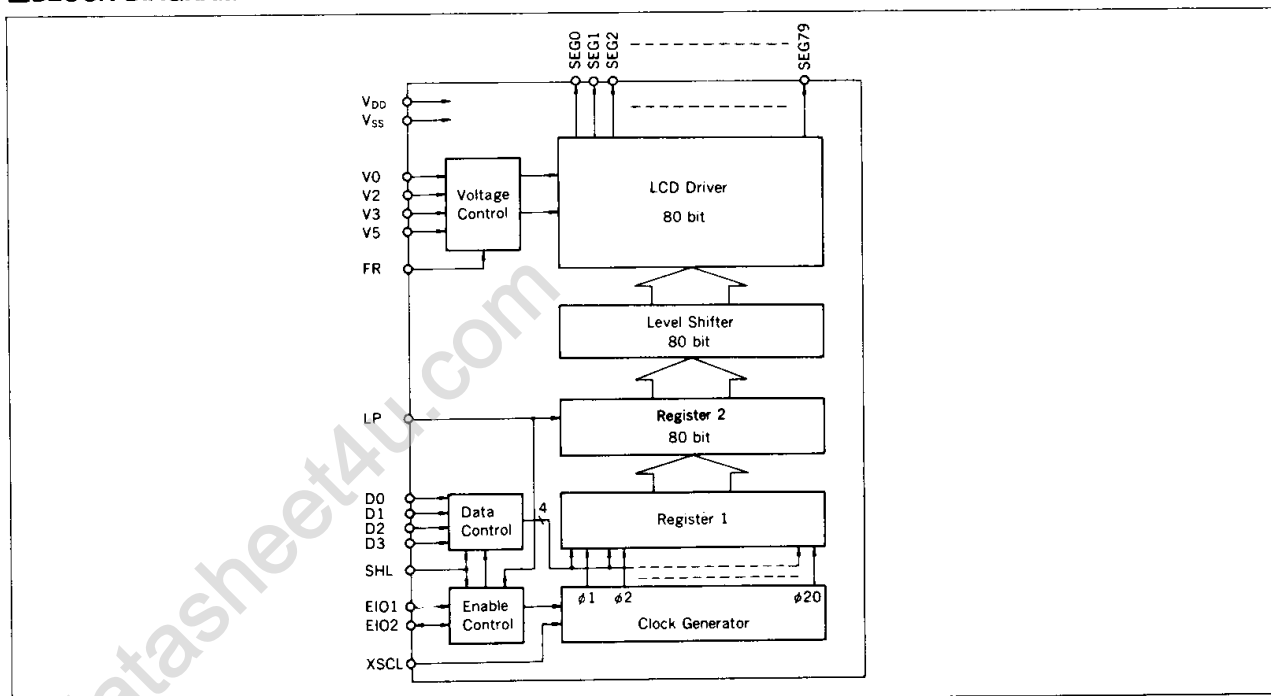 SEG0 SEG1 SEG2 SEG79
VDD
VSS
V0
V2
V3
V5
FR
Voltage
Control
LCD Driver
80 bit
Level Shifter
80 bit
LP
Register 2
80 bit
D0
D1
D2
D3
SHL
Data
Control
4
Register 1
EIO1
EIO2
Enable
Control
φ1 φ2 φ20
Clock Generator
XSCL
datasheet4u.com